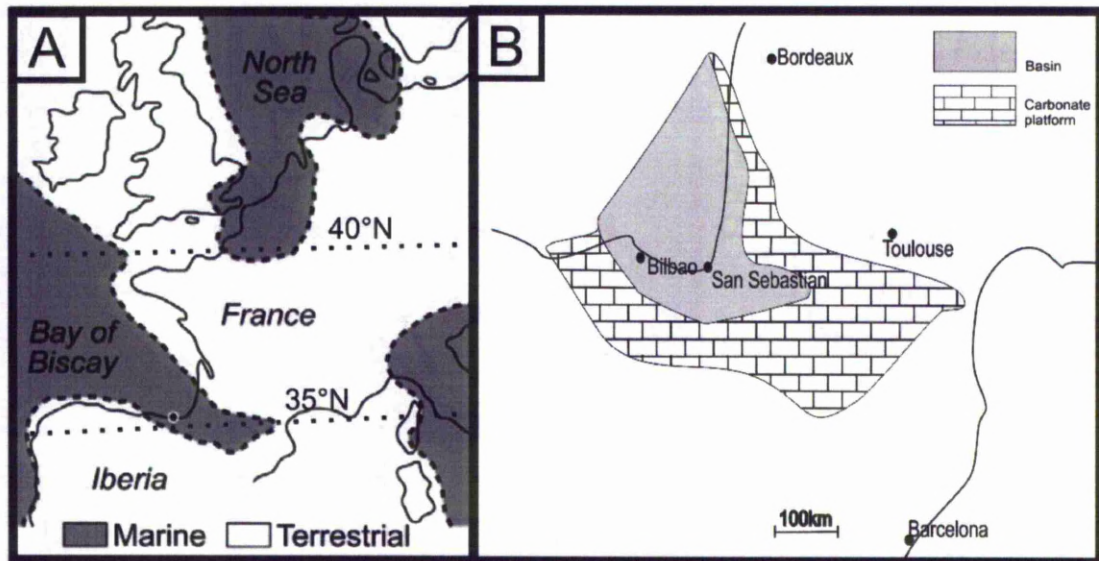 A
North
Sea
40°N
Bay of
Biscay
France
35°N
Iberia
Marine
Terrestrial
B
Bordeaux
Basin
Carbonate
platform
Toulouse
Bilbao
San Sebastian
100km
Barcelona